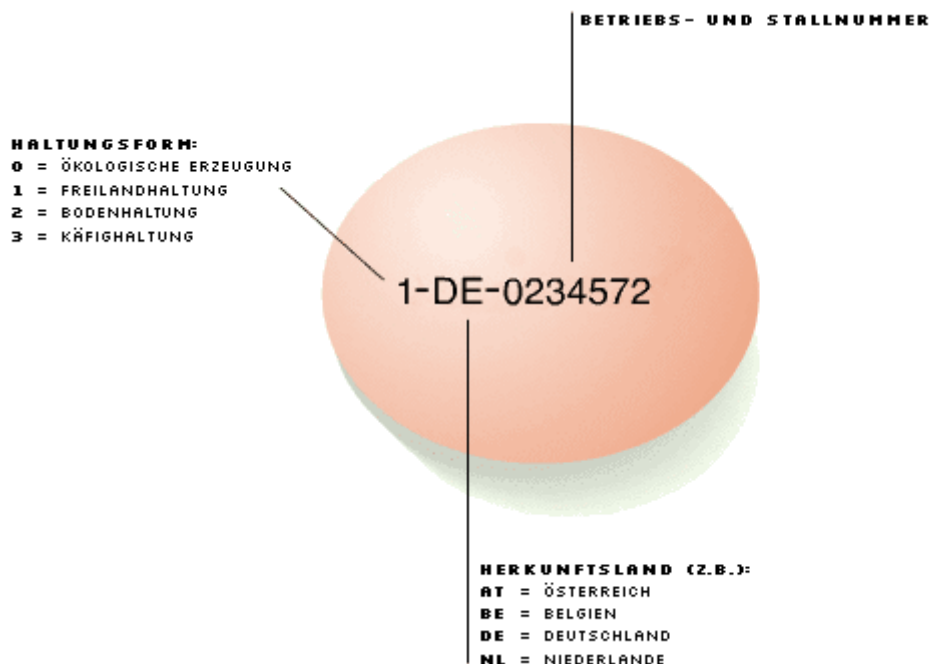 BETRIEBS- UND STALLNUMMER
HALTUNGSFORM:
0 = ÖKOLOGISCHE ERZEUGUNG
1 = FREILANDHALTUNG
2 = BODENHALTUNG
3 = KÄFIGHALTUNG
1-DE-0234572
HERKUNFTSLAND (Z.B.):
AT = ÖSTERREICH
BE = BELGIEN
DE = DEUTSCHLAND
NL = NIEDERLANDE